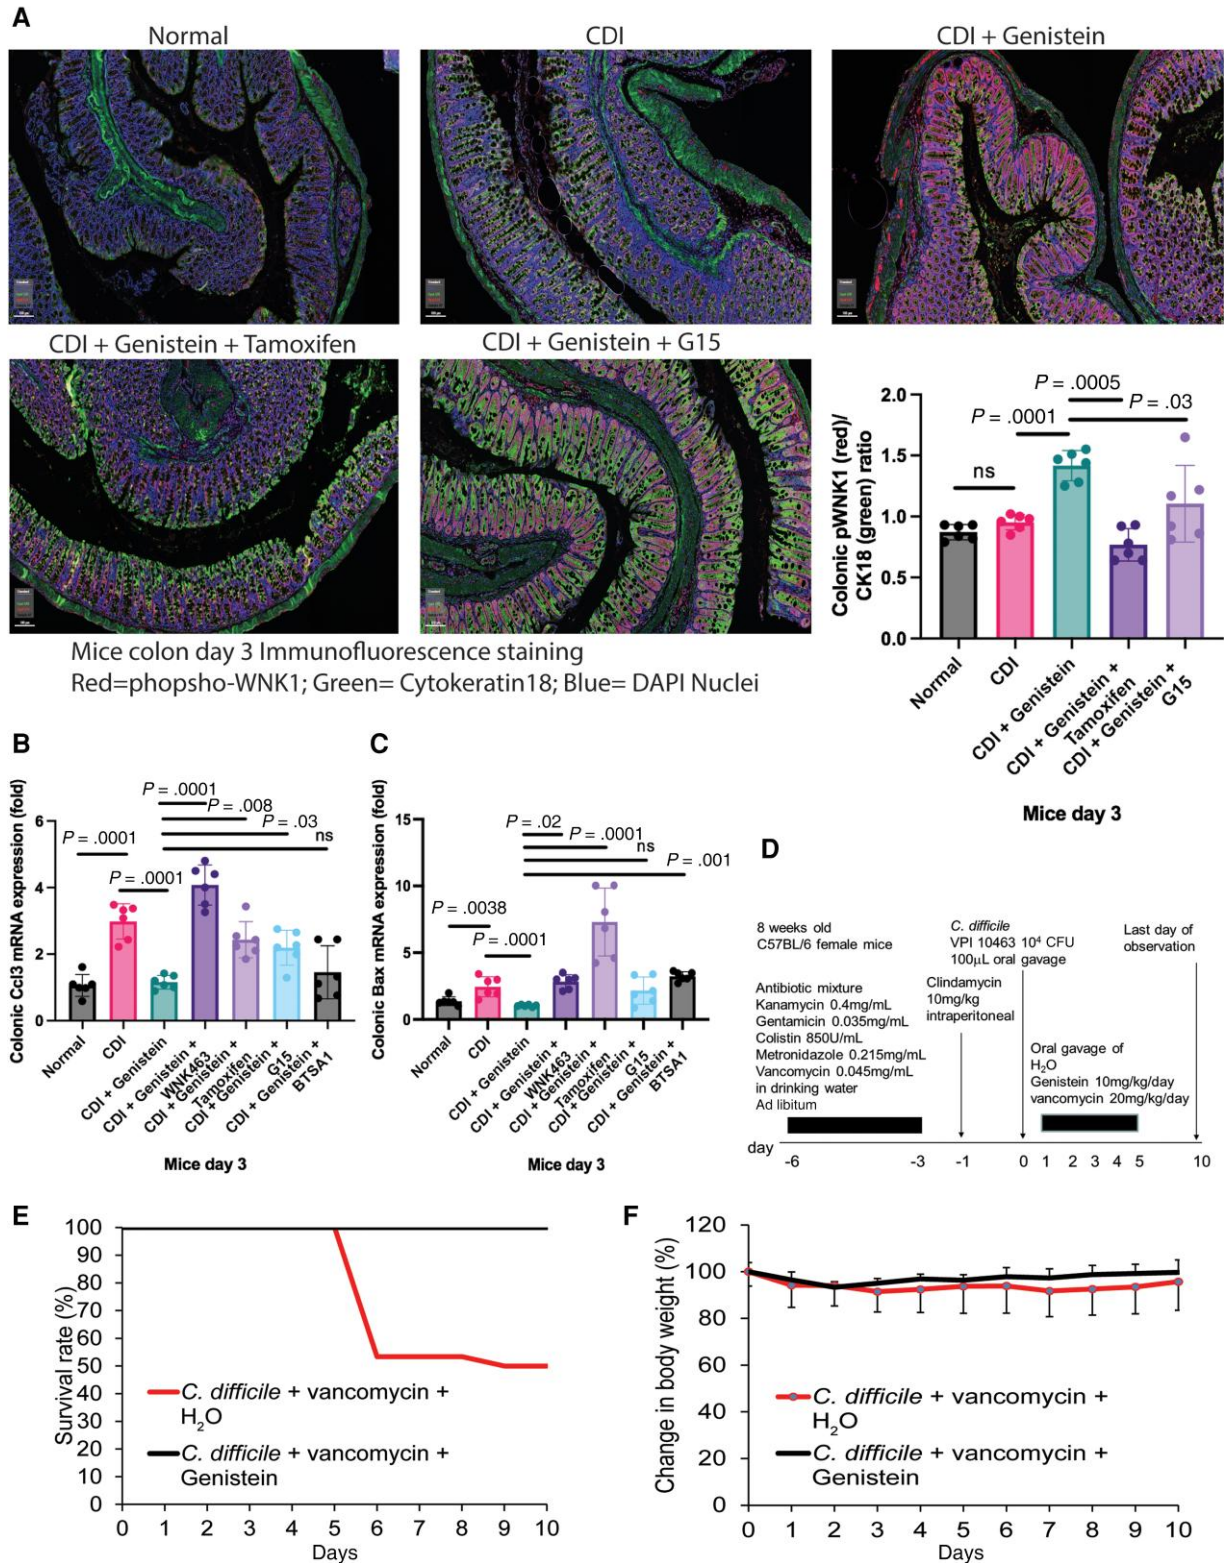 A
Normal
CDI
CDI + Genistein
CDI + Genistein + Tamoxifen
CDI + Genistein + G15
Mice colon day 3 Immunofluorescence staining
Red=phopsho-WNK1; Green= Cytokeratin18; Blue= DAPI Nuclei
Colonic pWNK1 (red)/
CK18 (green) ratio
2.0
1.5
1.0
0.5
0.0
ns
P = .0001
P = .0005
P = .03
Normal
CDI
CDI + Genistein
CDI + Genistein +
Tamoxifen
CDI + Genistein +
G15
Mice day 3
B
Colonic Ccl3 mRNA expression (fold)
6
4
2
0
P = .0001
P = .0001
P = .0001
P = .008
P = .03
ns
Normal
CDI
CDI + Genistein
CDI + Genistein +
WNK463
CDI + Genistein +
Tamoxifen
CDI + Genistein +
G15
CDI + Genistein +
BTSA1
Mice day 3
C
Colonic Bax mRNA expression (fold)
15
10
5
0
P = .0038
P = .0001
P = .02
P = .0001
ns
P = .001
Normal
CDI
CDI + Genistein
CDI + Genistein +
WNK463
CDI + Genistein +
Tamoxifen
CDI + Genistein +
G15
CDI + Genistein +
BTSA1
Mice day 3
D
8 weeks old
C57BL/6 female mice
Antibiotic mixture
Kanamycin 0.4mg/mL
Gentamicin 0.035mg/mL
Colistin 850U/mL
Metronidazole 0.215mg/mL
Vancomycin 0.045mg/mL
in drinking water
Ad libitum
Clindamycin
10mg/kg
intraperitoneal
C. difficile
VPI 10463 10⁴ CFU
100µL oral gavage
Last day of
observation
Oral gavage of
H₂O
Genistein 10mg/kg/day
vancomycin 20mg/kg/day
day
-6 -3 -1 0 1 2 3 4 5 10
E
Survival rate (%)
100
90
80
70
60
50
40
30
20
10
0
C. difficile + vancomycin +
H₂O
C. difficile + vancomycin +
Genistein
0 1 2 3 4 5 6 7 8 9 10
Days
F
Change in body weight (%)
120
100
80
60
40
20
0
C. difficile + vancomycin +
H₂O
C. difficile + vancomycin +
Genistein
0 1 2 3 4 5 6 7 8 9 10
Days